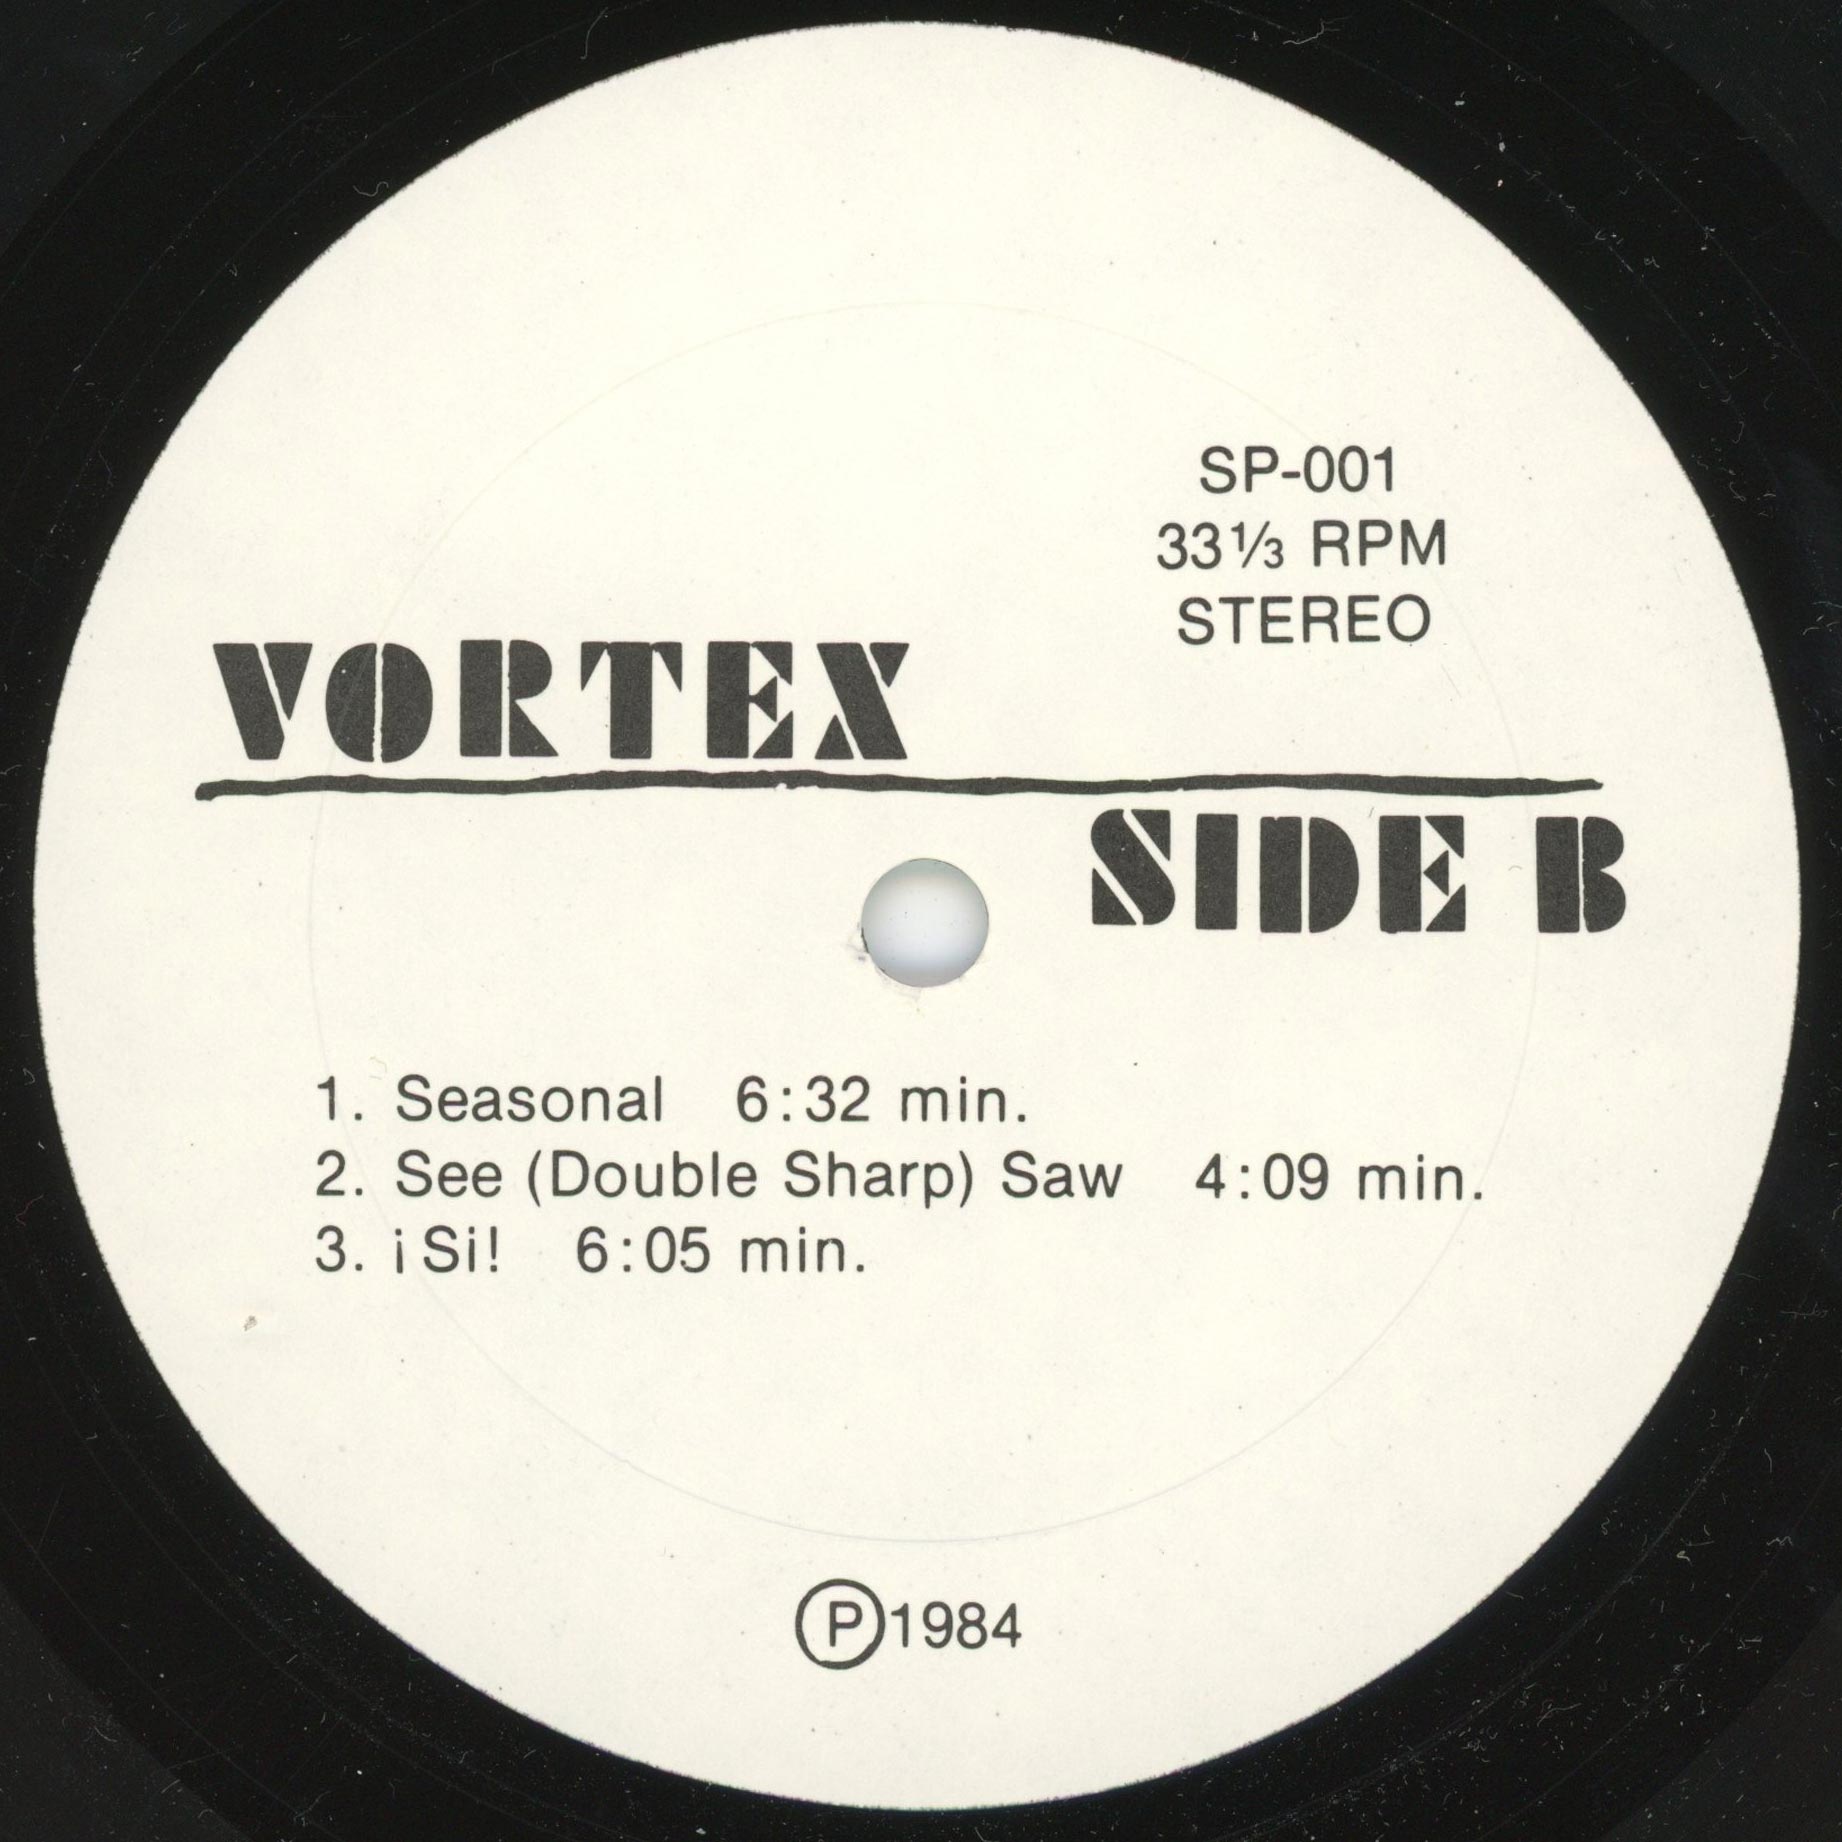 SP-001
33⅓ RPM
STEREO
VORTEX
SIDE B
1. Seasonal 6:32 min.
2. See (Double Sharp) Saw 4:09 min.
3. ¡Si! 6:05 min.
Ⓟ1984